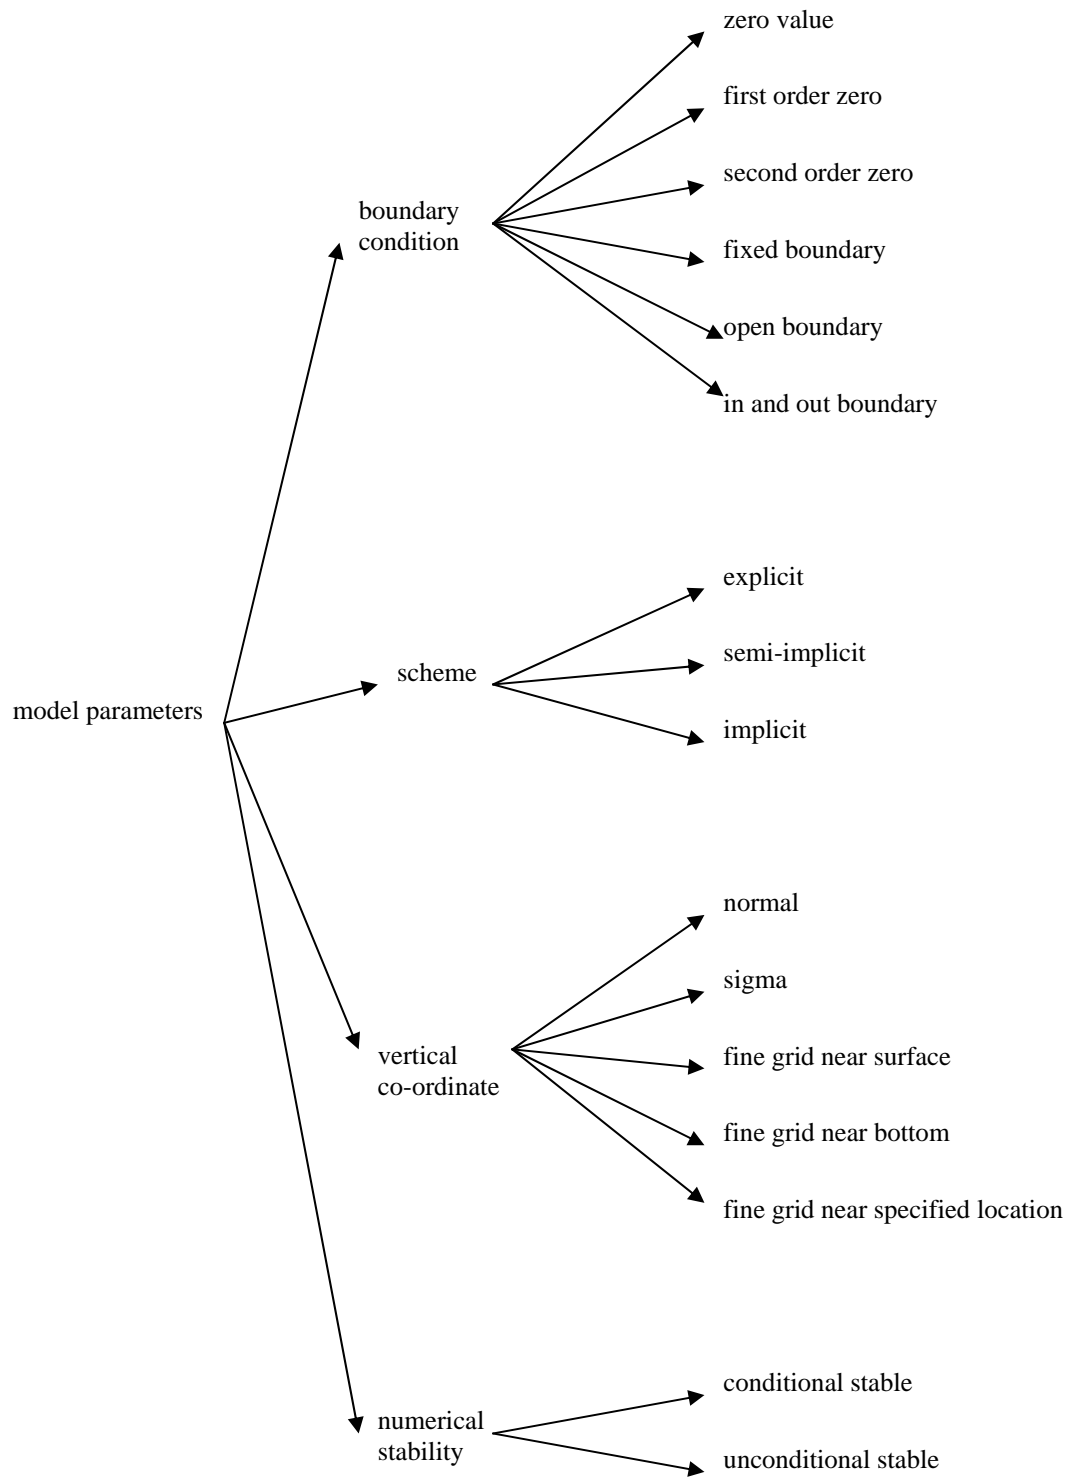 zero value
first order zero
second order zero
boundary
condition
fixed boundary
open boundary
in and out boundary
explicit
scheme
semi-implicit
model parameters
implicit
normal
sigma
vertical
co-ordinate
fine grid near surface
fine grid near bottom
fine grid near specified location
conditional stable
numerical
stability
unconditional stable